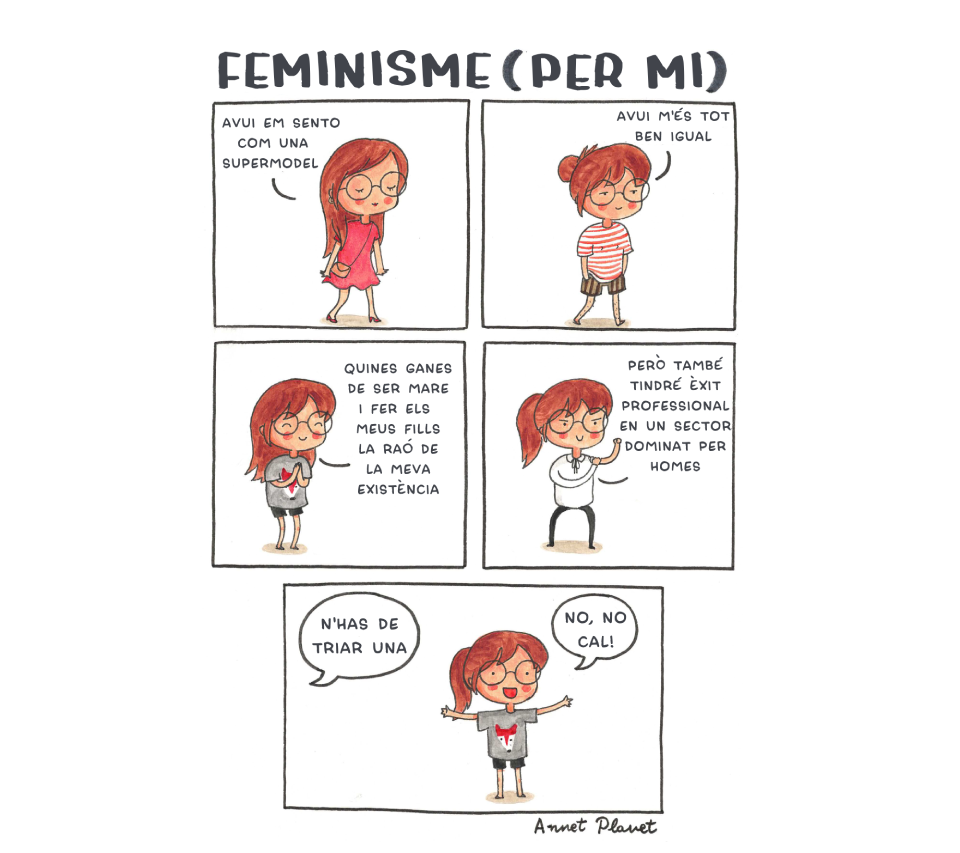 FEMINISME (PER MI)
AVUI EM SENTO
COM UNA
SUPERMODEL
AVUI M'ÉS TOT
BEN IGUAL
QUINES GANES
DE SER MARE
I FER ELS
MEUS FILLS
LA RAÓ DE
LA MEVA
EXISTÈNCIA
PERÒ TAMBÉ
TINDRÉ ÈXIT
PROFESSIONAL
EN UN SECTOR
DOMINAT PER
HOMES
N'HAS DE
TRIAR UNA
NO, NO
CAL!
Annet Planet